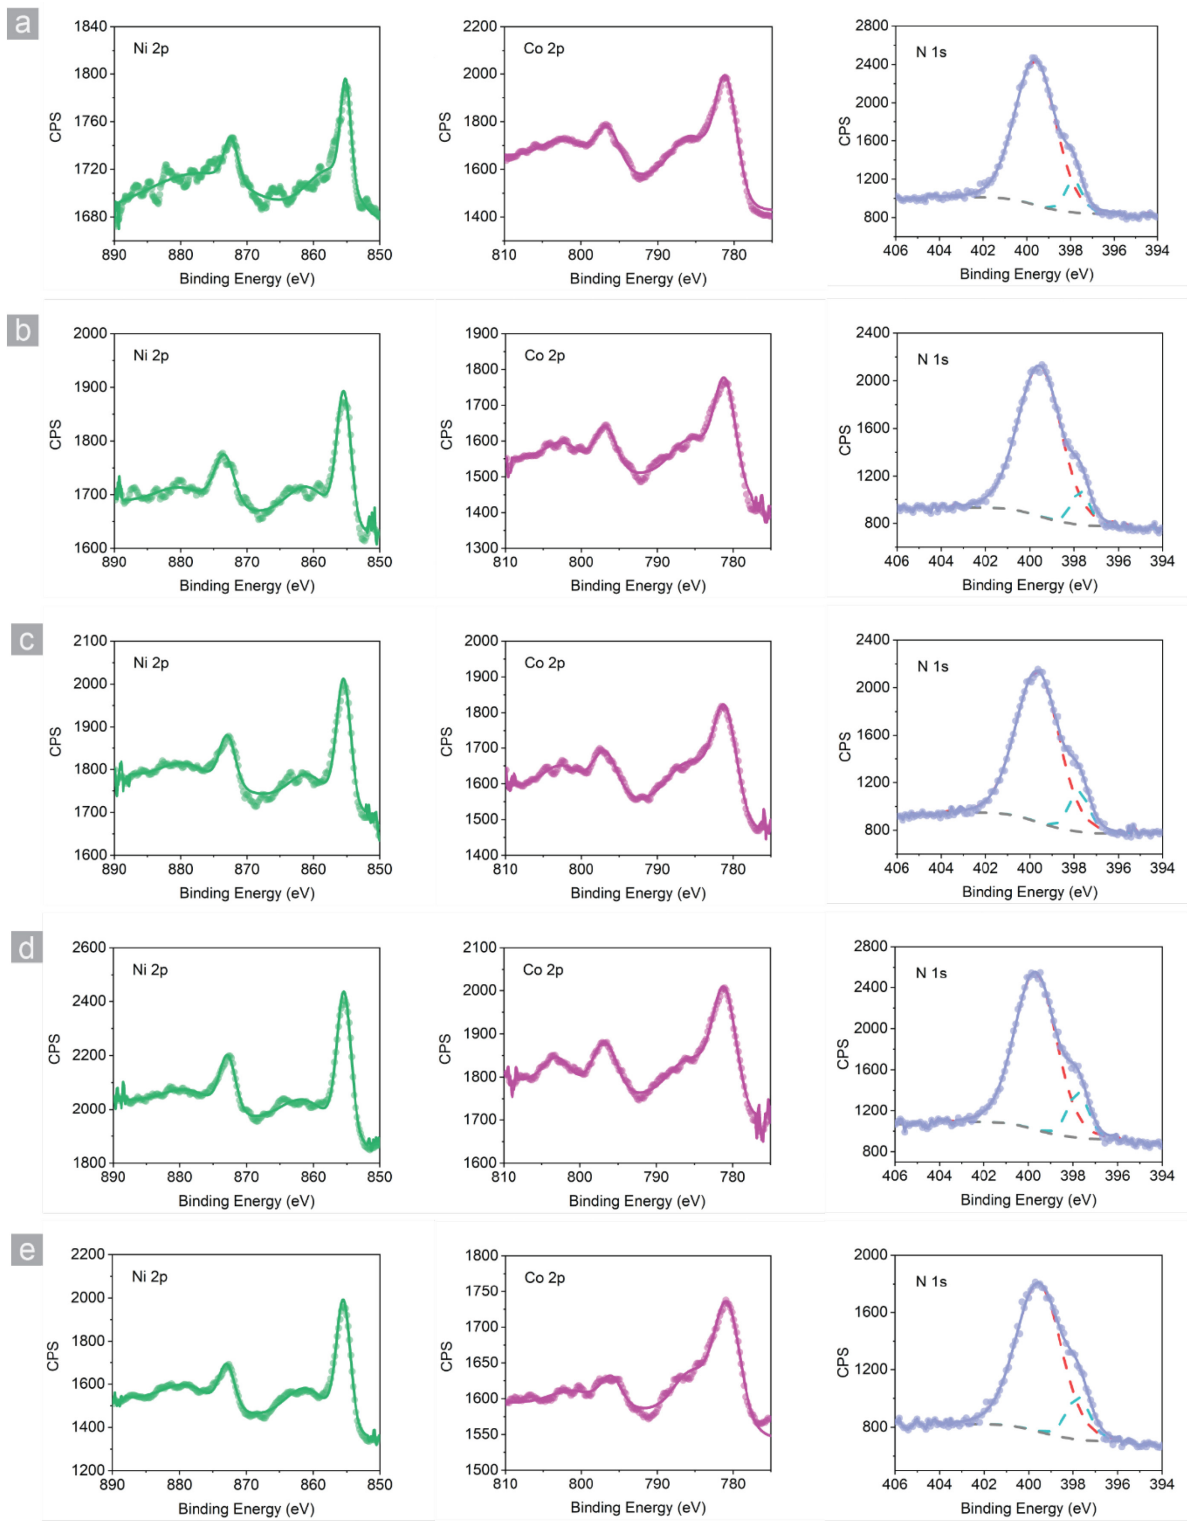 a
Ni 2p
CPS
1840
1800
1760
1720
1680
890 880 870 860 850
Binding Energy (eV)
Co 2p
CPS
2200
2000
1800
1600
1400
810 800 790 780
Binding Energy (eV)
N 1s
CPS
2800
2400
2000
1600
1200
800
406 404 402 400 398 396 394
Binding Energy (eV)
b
Ni 2p
CPS
2000
1900
1800
1700
1600
890 880 870 860 850
Binding Energy (eV)
Co 2p
CPS
1900
1800
1700
1600
1500
1400
1300
810 800 790 780
Binding Energy (eV)
N 1s
CPS
2400
2000
1600
1200
800
406 404 402 400 398 396 394
Binding Energy (eV)
c
Ni 2p
CPS
2100
2000
1900
1800
1700
1600
890 880 870 860 850
Binding Energy (eV)
Co 2p
CPS
2000
1900
1800
1700
1600
1500
1400
810 800 790 780
Binding Energy (eV)
N 1s
CPS
2400
2000
1600
1200
800
406 404 402 400 398 396 394
Binding Energy (eV)
d
Ni 2p
CPS
2600
2400
2200
2000
1800
890 880 870 860 850
Binding Energy (eV)
Co 2p
CPS
2100
2000
1900
1800
1700
1600
810 800 790 780
Binding Energy (eV)
N 1s
CPS
2800
2400
2000
1600
1200
800
406 404 402 400 398 396 394
Binding Energy (eV)
e
Ni 2p
CPS
2200
2000
1800
1600
1400
1200
890 880 870 860 850
Binding Energy (eV)
Co 2p
CPS
1800
1750
1700
1650
1600
1550
1500
810 800 790 780
Binding Energy (eV)
N 1s
CPS
2000
1600
1200
800
406 404 402 400 398 396 394
Binding Energy (eV)